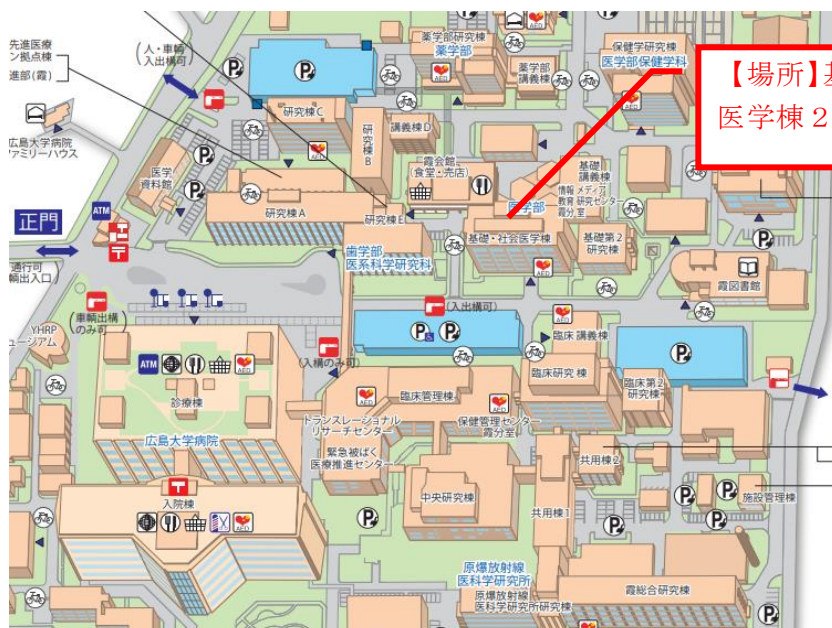 先進医療
ン拠点棟
進部(霞)
(人・車輌
入出構可)
薬学部研究棟
薬学部
AED
薬学部
講義棟
保健学研究棟
医学部保健学科
【場所】基
医学棟2
広島大学病院
ファミリーハウス
研究棟C
研究棟B
講義棟D
医学
資料館
霞会館
(食堂・売店)
基礎
講義棟
情報メディア
教育研究センター
霞分室
医学部
研究棟A
研究棟E
基礎・社会医学棟
基礎第2
研究棟
ATM
正門
歯学部
医系科学研究科
霞図書館
通行可
輌出入口)
(車輌出構
のみ可)
(入出構可)
YHRP
ュージアム
(入構のみ可)
臨床 講義棟
臨床研究 棟
臨床第2
研究棟
ATM
AED
診療棟
臨床管理棟
トランスレーショナル
リサーチセンター
保健管理センター
霞分室
広島大学病院
緊急被ばく
医療推進センター
共用棟2
入院棟
中央研究棟
施設管理棟
共用棟1
AED
原爆放射線
医科学研究所
原爆放射線
医科学研究所研究棟
霞総合研究棟